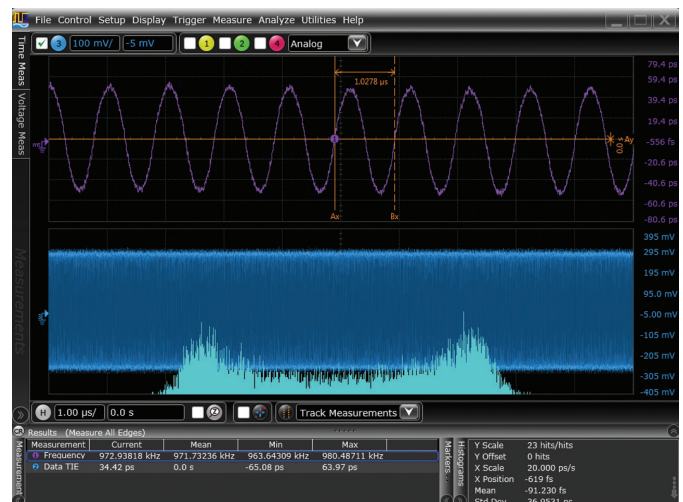 File Control Setup Display Trigger Measure Analyze Utilities Help
Time Meas
Voltage Meas
Measurements
3 100 mV/ -5 mV 1 2 4 Analog
79.4 ps
59.4 ps
39.4 ps
19.4 ps
-556 fs
-20.6 ps
-40.6 ps
-60.6 ps
-80.6 ps
1.0278 µs
1
0.0 s
Ay
Ax
Bx
395 mV
295 mV
195 mV
95.0 mV
-5.00 mV
-105 mV
-205 mV
-305 mV
-405 mV
H 1.00 µs/ 0.0 s Track Measurements
Results (Measure All Edges)
Measurement
Measurement Current Mean Min Max
1 Frequency 972.93818 kHz 971.73236 kHz 963.64309 kHz 980.48711 kHz
2 Data TIE 34.42 ps 0.0 s -65.08 ps 63.97 ps
Markers
Histograms
Y Scale 23 hits/hits
Y Offset 0 hits
X Scale 20.000 ps/s
X Position -619 fs
Mean -91.230 fs